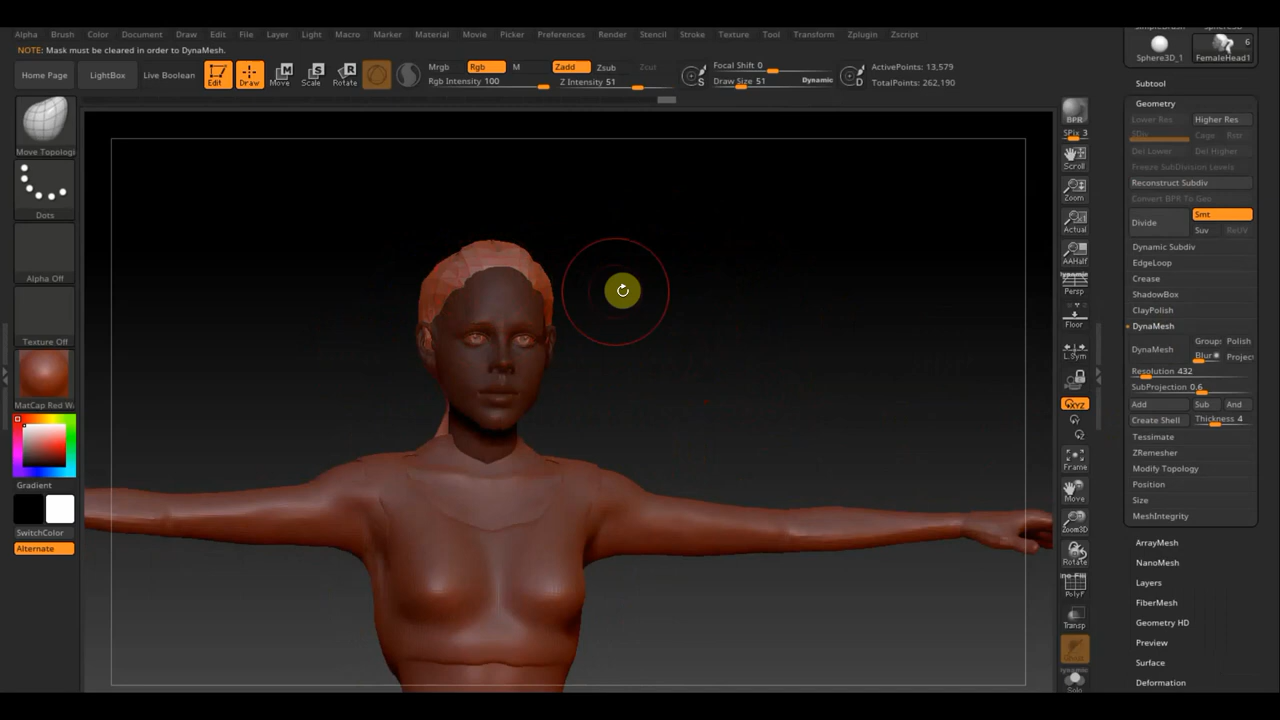 Alpha Brush Color Document Draw Edit File Layer Light Macro Marker Material Movie Picker Preferences Render Stencil Stroke Texture Tool Transform Zplugin Zscript
NOTE: Mask must be cleared in order to DynaMesh.
Home Page LightBox Live Boolean Edit Draw Move Scale Rotate
Mrgb Rgb M Zadd Zsub Zcut
Rgb Intensity 100 Z Intensity 51
S Focal Shift 0
Draw Size 51 Dynamic
D ActivePoints: 13,579
TotalPoints: 262,190
Move Topologi
Dots
Alpha Off
Texture Off
MatCap Red Wa
Gradient
SwitchColor
Alternate
BPR
SPix 3
Scroll
Zoom
Actual
AAHalf
Dynamic
Persp
Floor
L.Sym
XYZ
Y
Z
Frame
Move
Zoom3D
Rotate
PolyF
Transp
Solo
6
Sphere3D_1 FemaleHead1
Subtool
Geometry
Lower Res Higher Res
SDiv Cage Rstr
Del Lower Del Higher
Freeze SubDivision Levels
Reconstruct Subdiv
Convert BPR To Geo
Divide Smt
Suv ReUV
Dynamic Subdiv
EdgeLoop
Crease
ShadowBox
ClayPolish
DynaMesh
DynaMesh Group: Polish
Blur Projec
Resolution 432
SubProjection 0.6
Add Sub And
Create Shell Thickness 4
Tessimate
ZRemesher
Modify Topology
Position
Size
MeshIntegrity
ArrayMesh
NanoMesh
Layers
FiberMesh
Geometry HD
Preview
Surface
Deformation